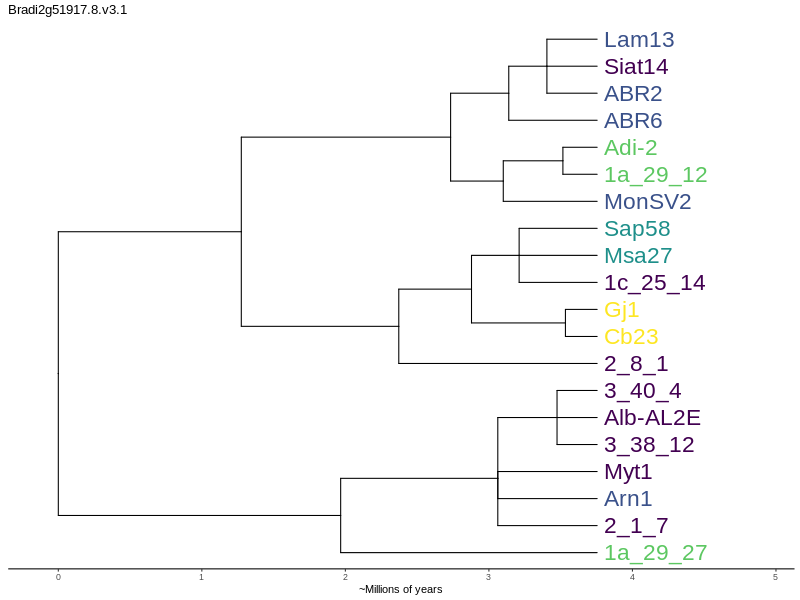 Bradi2g51917.8.v3.1
Lam13
Siat14
ABR2
ABR6
Adi-2
1a_29_12
MonSV2
Sap58
Msa27
1c_25_14
Gj1
Cb23
2_8_1
3_40_4
Alb-AL2E
3_38_12
Myt1
Arn1
2_1_7
1a_29_27
0 1 2 3 4 5
~Millions of years